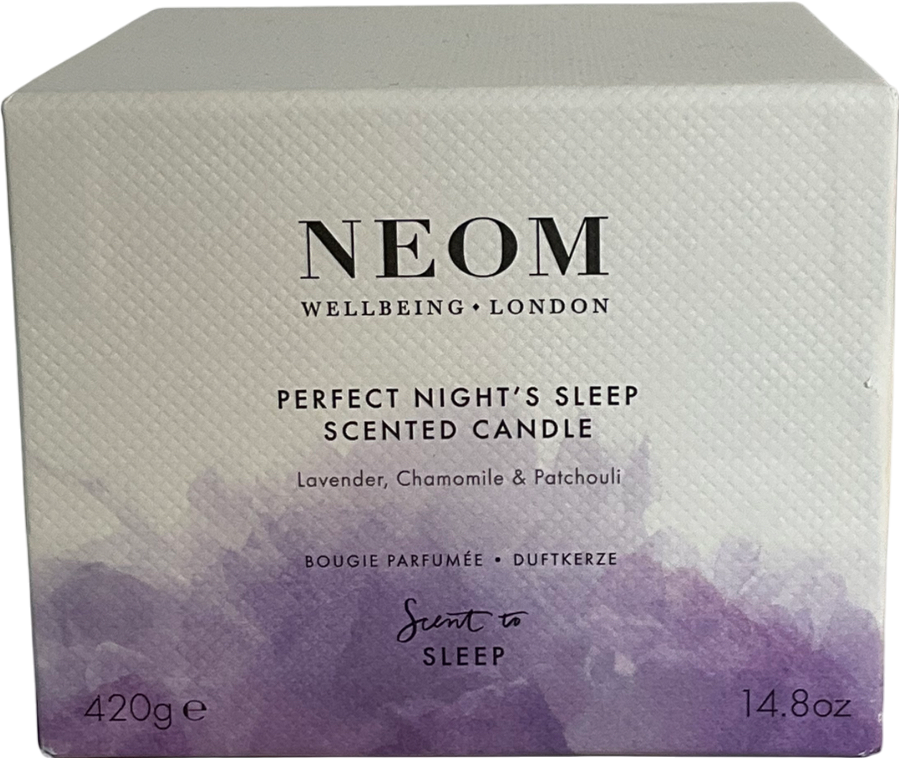 NEOM
WELLBEING • LONDON
PERFECT NIGHT'S SLEEP
SCENTED CANDLE
Lavender, Chamomile & Patchouli
BOUGIE PARFUMÉE • DUFTKERZE
Scent to
SLEEP
420g ℮ 14.8oz